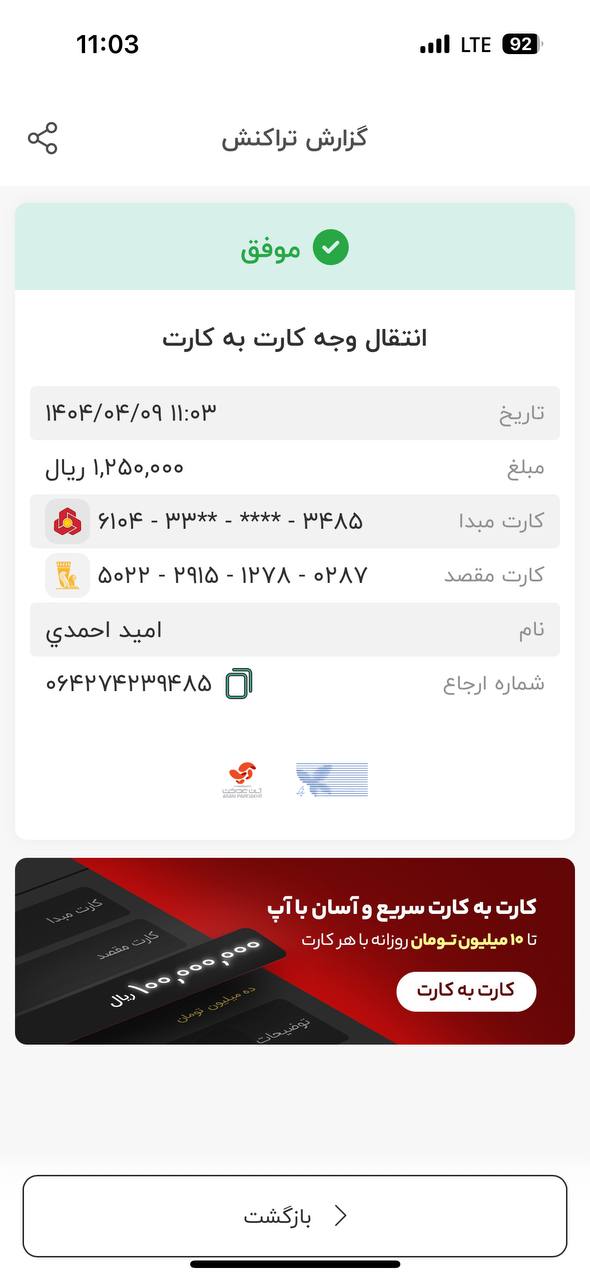 11:03
LTE 92
گزارش تراکنش
موفق
انتقال وجه کارت به کارت
تاریخ ۱۴۰۴/۰۴/۰۹ ۱۱:۰۳
مبلغ ۱,۲۵۰,۰۰۰ ریال
کارت مبدا ۶۱۰۴ - ۳۳** - **** - ۳۴۸۵
کارت مقصد ۵۰۲۲ - ۲۹۱۵ - ۱۲۷۸ - ۰۲۸۷
نام امید احمدي
شماره ارجاع ۰۶۴۲۷۴۲۳۹۴۸۵
کارت به کارت سریع و آسان با آپ
تا ۱۰ میلیون تومان روزانه با هر کارت
کارت به کارت
کارت مبدا
کارت مقصد
۱۰۰,۰۰۰,۰۰۰ ریال
ده میلیون تومان
توضیحات
بازگشت